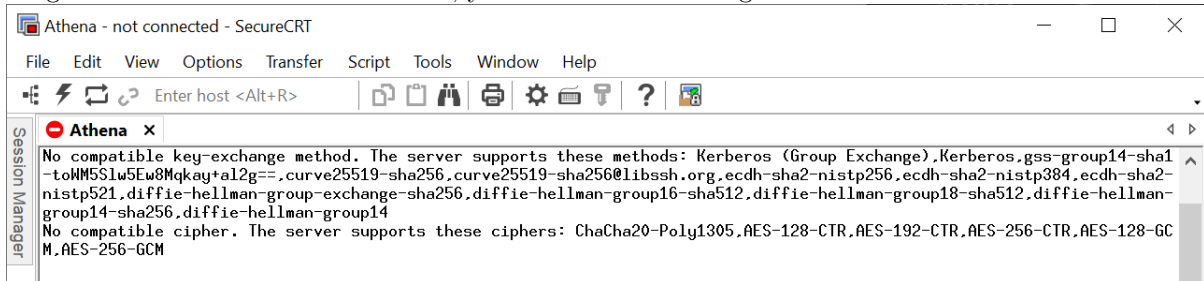 Athena - not connected - SecureCRT
File Edit View Options Transfer Script Tools Window Help
Enter host <Alt+R>
Session Manager
Athena
No compatible key-exchange method. The server supports these methods: Kerberos (Group Exchange),Kerberos,gss-group14-sha1
-toWM5Slw5Ew8Mqkay+al2g==,curve25519-sha256,curve25519-sha256@libssh.org,ecdh-sha2-nistp256,ecdh-sha2-nistp384,ecdh-sha2-
nistp521,diffie-hellman-group-exchange-sha256,diffie-hellman-group16-sha512,diffie-hellman-group18-sha512,diffie-hellman-
group14-sha256,diffie-hellman-group14
No compatible cipher. The server supports these ciphers: ChaCha20-Poly1305,AES-128-CTR,AES-192-CTR,AES-256-CTR,AES-128-GC
M,AES-256-GCM